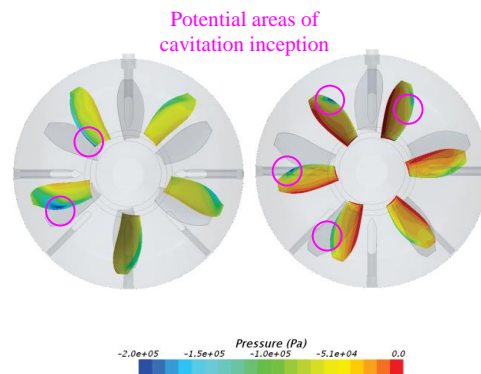 Potential areas of
cavitation inception
Pressure (Pa)
-2.0e+05 -1.5e+05 -1.0e+05 -5.1e+04 0.0